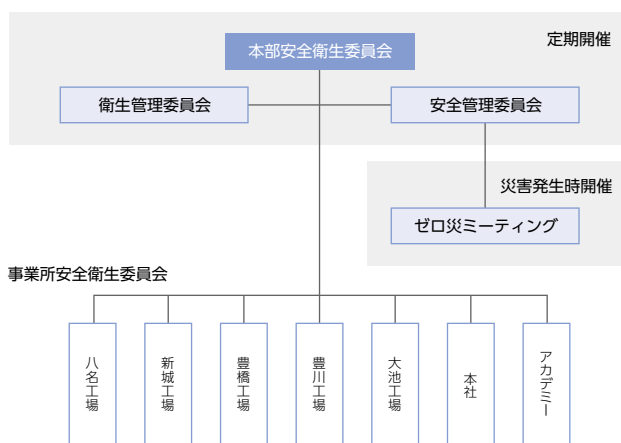 定期開催
本部安全衛生委員会
衛生管理委員会
安全管理委員会
災害発生時開催
ゼロ災ミーティング
事業所安全衛生委員会
八名工場
新城工場
豊橋工場
豊川工場
大池工場
本社
アカデミー